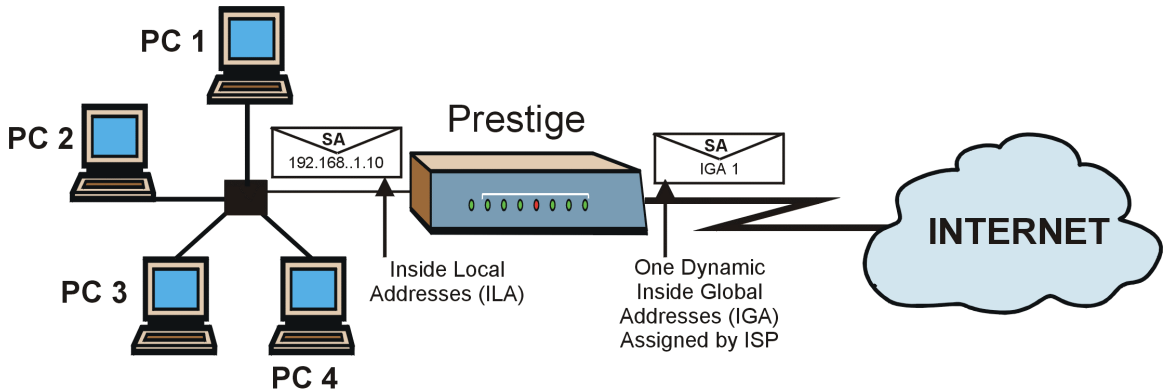 PC 1
PC 2
PC 3
PC 4
SA
192.168..1.10
Prestige
SA
IGA 1
Inside Local
Addresses (ILA)
One Dynamic
Inside Global
Addresses (IGA)
Assigned by ISP
INTERNET